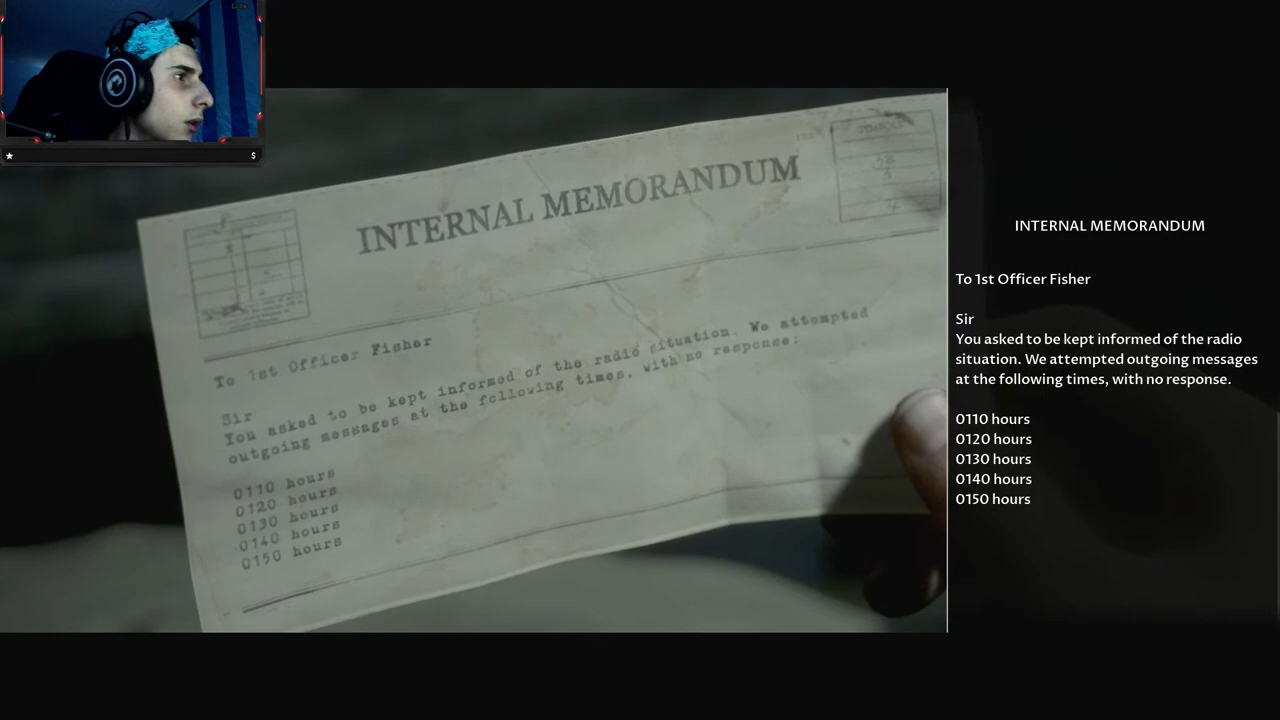 INTERNAL MEMORANDUM
To 1st Officer Fisher
Sir
You asked to be kept informed of the radio situation. We attempted
outgoing messages at the following times, with no response:
0110 hours
0120 hours
0130 hours
0140 hours
0150 hours
INTERNAL MEMORANDUM
To 1st Officer Fisher
Sir
You asked to be kept informed of the radio
situation. We attempted outgoing messages
at the following times, with no response.
0110 hours
0120 hours
0130 hours
0140 hours
0150 hours
$